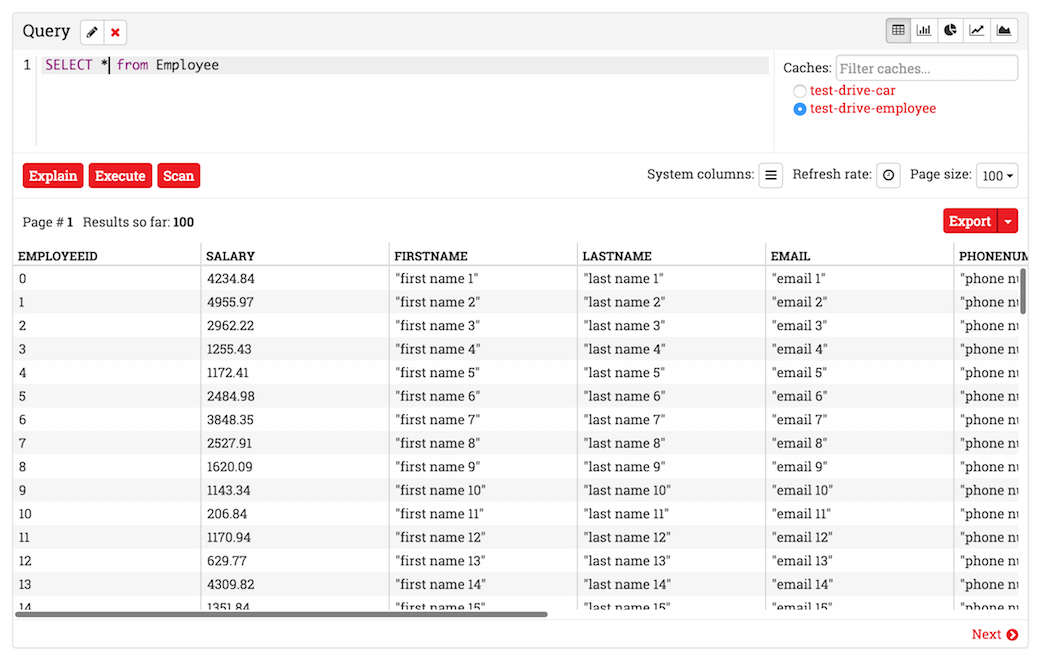 Query
1 SELECT * from Employee
Caches: Filter caches...
test-drive-car
test-drive-employee
Explain Execute Scan System columns: Refresh rate: Page size: 100
Page # 1 Results so far: 100 Export
EMPLOYEEID SALARY FIRSTNAME LASTNAME EMAIL PHONENUM
0 4234.84 "first name 1" "last name 1" "email 1" "phone nu
1 4955.97 "first name 2" "last name 2" "email 2" "phone nu
2 2962.22 "first name 3" "last name 3" "email 3" "phone nu
3 1255.43 "first name 4" "last name 4" "email 4" "phone nu
4 1172.41 "first name 5" "last name 5" "email 5" "phone nu
5 2484.98 "first name 6" "last name 6" "email 6" "phone nu
6 3848.35 "first name 7" "last name 7" "email 7" "phone nu
7 2527.91 "first name 8" "last name 8" "email 8" "phone nu
8 1620.09 "first name 9" "last name 9" "email 9" "phone nu
9 1143.34 "first name 10" "last name 10" "email 10" "phone nu
10 206.84 "first name 11" "last name 11" "email 11" "phone nu
11 1170.94 "first name 12" "last name 12" "email 12" "phone nu
12 629.77 "first name 13" "last name 13" "email 13" "phone nu
13 4309.82 "first name 14" "last name 14" "email 14" "phone nu
14 1351.84 "first name 15" "last name 15" "email 15" "phone nu
Next